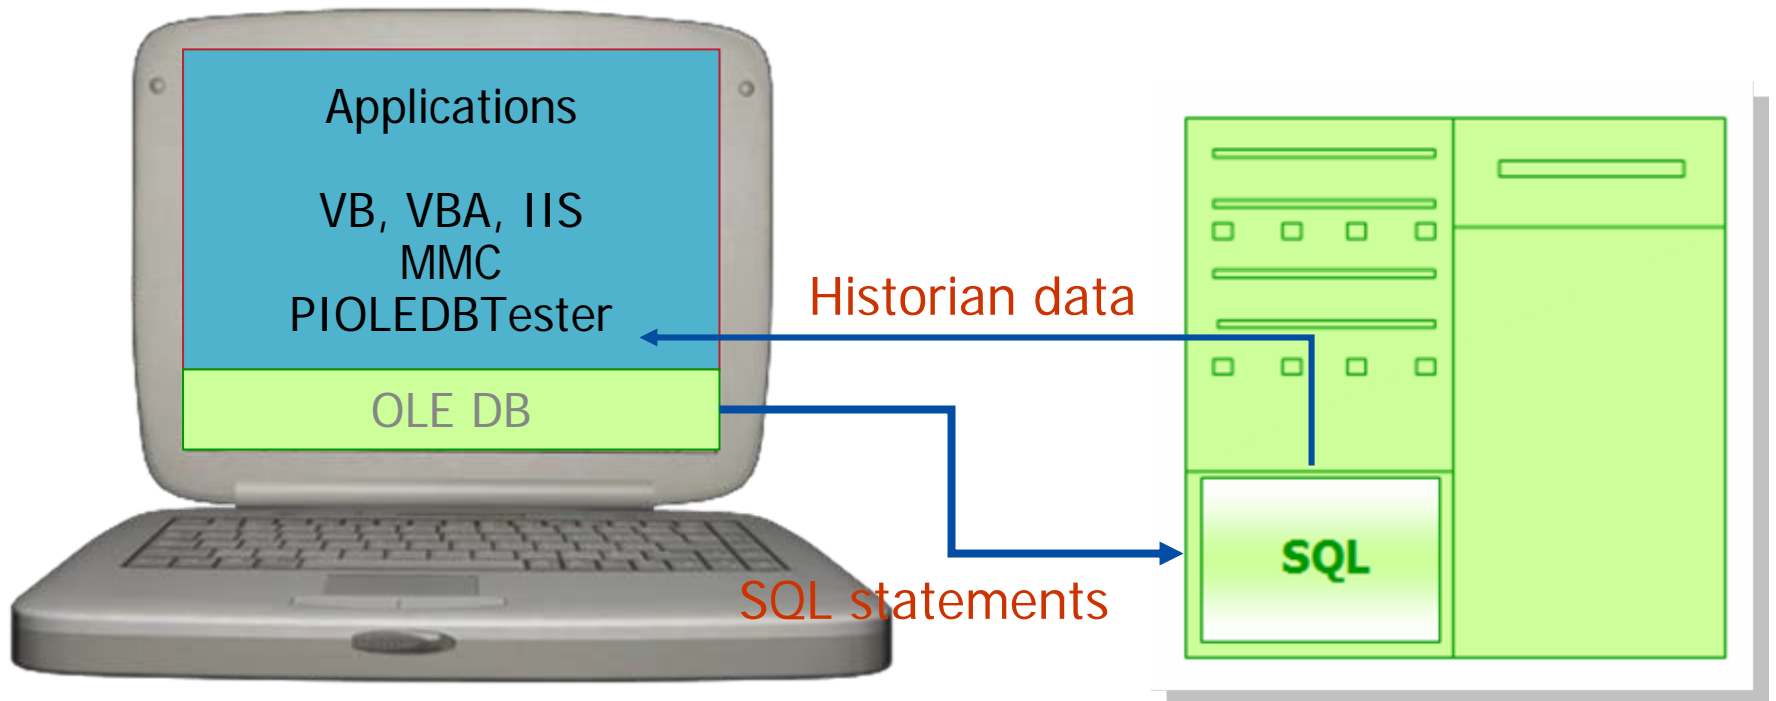 Applications
VB, VBA, IIS
MMC
PIOLEDBTester
OLE DB
Historian data
SQL statements
SQL